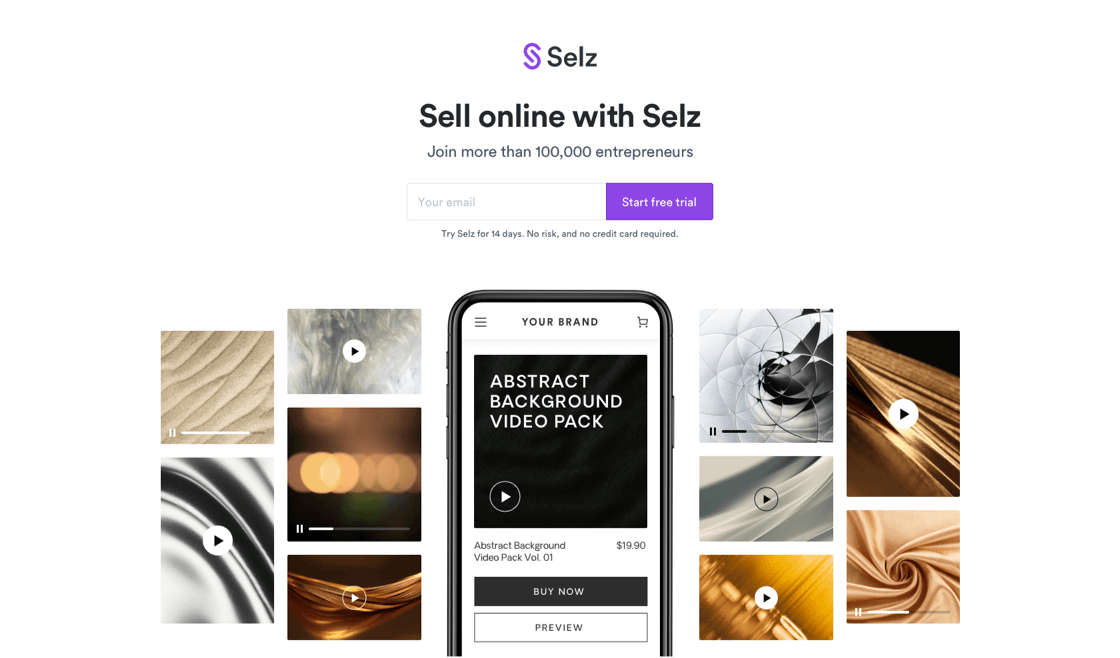 Selz
Sell online with Selz
Join more than 100,000 entrepreneurs
Your email
Start free trial
Try Selz for 14 days. No risk, and no credit card required.
YOUR BRAND
ABSTRACT
BACKGROUND
VIDEO PACK
Abstract Background
Video Pack Vol. 01
$19.90
BUY NOW
PREVIEW